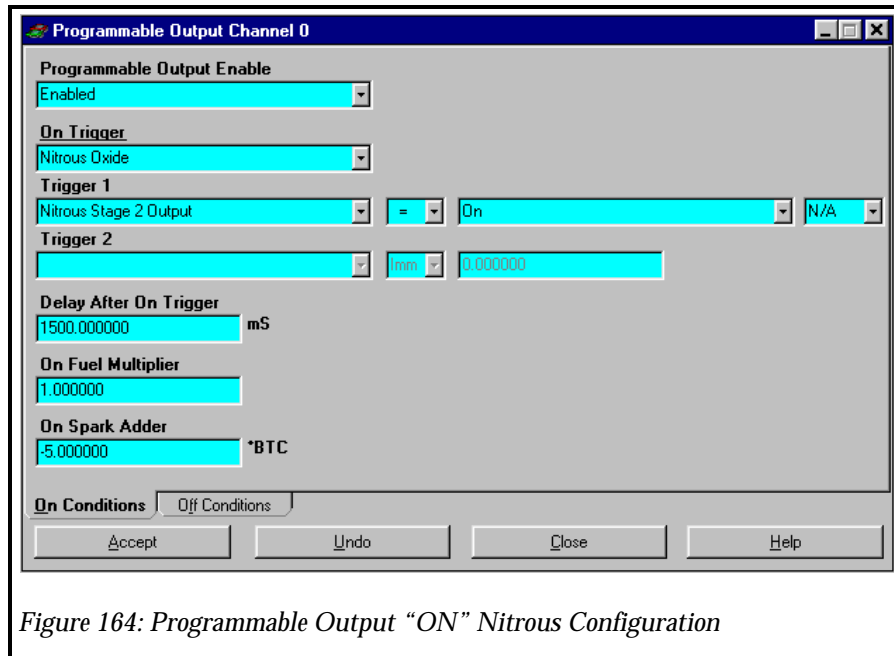 Programmable Output Channel 0
Programmable Output Enable
Enabled
On Trigger
Nitrous Oxide
Trigger 1
Nitrous Stage 2 Output = On N/A
Trigger 2
Imm 0.000000
Delay After On Trigger
1500.000000 mS
On Fuel Multiplier
1.000000
On Spark Adder
-5.000000 °BTC
On Conditions Off Conditions
Accept Undo Close Help
Figure 164: Programmable Output “ON” Nitrous Configuration